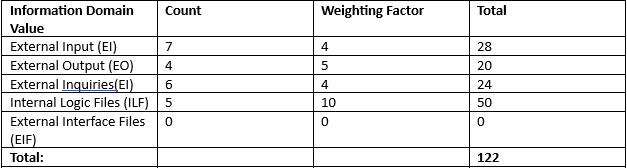 Information Domain Value Count Weighting Factor Total
External Input (EI) 7 4 28
External Output (EO) 4 5 20
External Inquiries(EI) 6 4 24
Internal Logic Files (ILF) 5 10 50
External Interface Files (EIF) 0 0 0
Total: 122